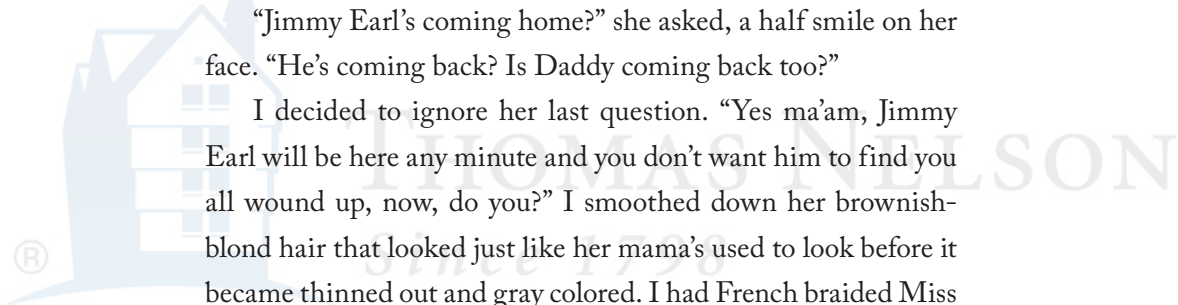 “Jimmy Earl’s coming home?” she asked, a half smile on her
face. “He’s coming back? Is Daddy coming back too?”
I decided to ignore her last question. “Yes ma’am, Jimmy
Earl will be here any minute and you don’t want him to find you
all wound up, now, do you?” I smoothed down her brownish-
blond hair that looked just like her mama’s used to look before it
became thinned out and gray colored. I had French braided Miss
THOMAS NELSON
Since 1798
®